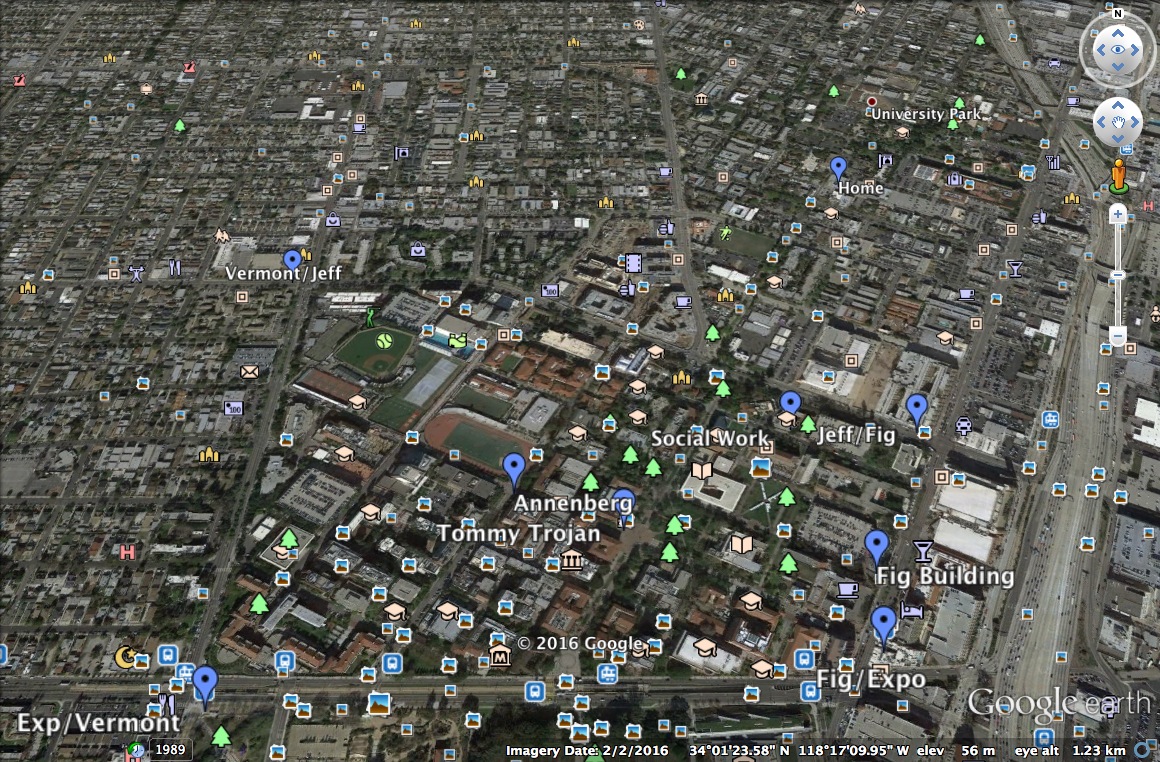 N
University Park
Home
Vermont/Jeff
100
100
Jeff/Fig
Social Work
Annenberg
Tommy Trojan
H
H
Fig Building
© 2016 Google
M
Fig/Expo
Exp/Vermont
Google earth
1989
Imagery Date: 2/2/2016 34°01'23.58" N 118°17'09.95" W elev 56 m eye alt 1.23 km